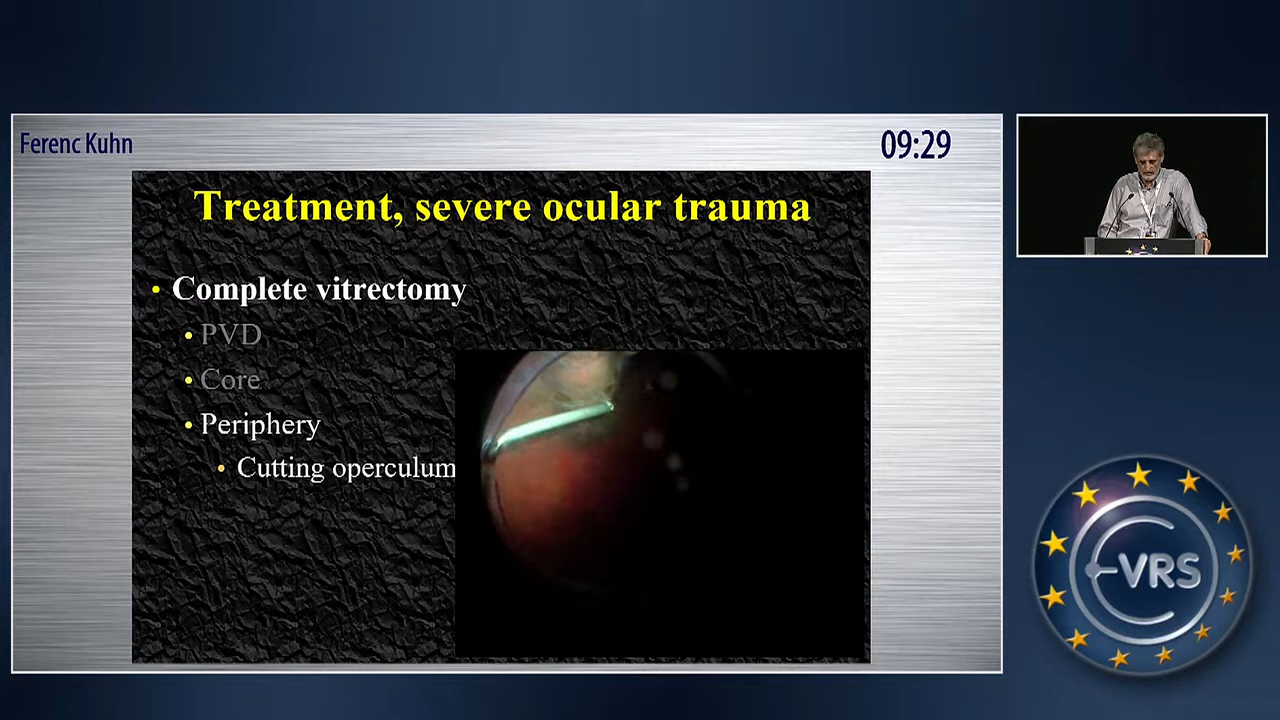 Ferenc Kuhn
09:29
Treatment, severe ocular trauma
• Complete vitrectomy
• PVD
• Core
• Periphery
• Cutting operculum
E-VRS